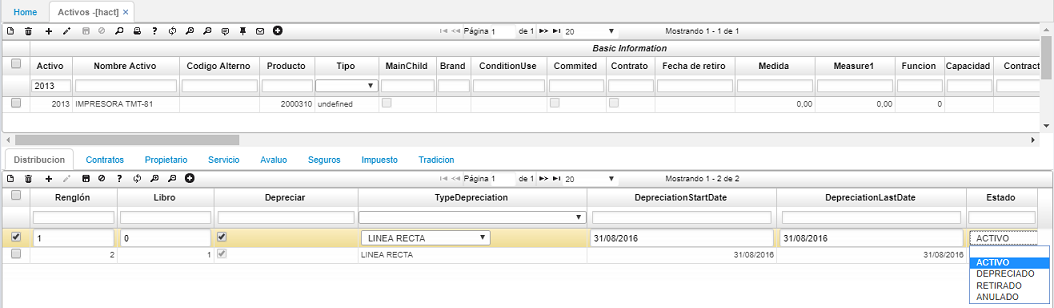 Home Activos -[hact] ×
Página 1 de 1 20 Mostrando 1 - 1 de 1
Basic Information
Activo Nombre Activo Codigo Alterno Producto Tipo MainChild Brand ConditionUse Commited Contrato Fecha de retiro Medida Measure1 Funcion Capacidad Contract
2013
2013 IMPRESORA TMT-81 2000310 undefined 0,00 0,00 0
Distribucion Contratos Propietario Servicio Avaluo Seguros Impuesto Tradicion
Página 1 de 1 20 Mostrando 1 - 2 de 2
Renglón Libro Depreciar TypeDepreciation DepreciationStartDate DepreciationLastDate Estado
1 0 LINEA RECTA 31/08/2016 31/08/2016 ACTIVO
2 1 LINEA RECTA 31/08/2016 31/08/2016
ACTIVO
DEPRECIADO
RETIRADO
ANULADO